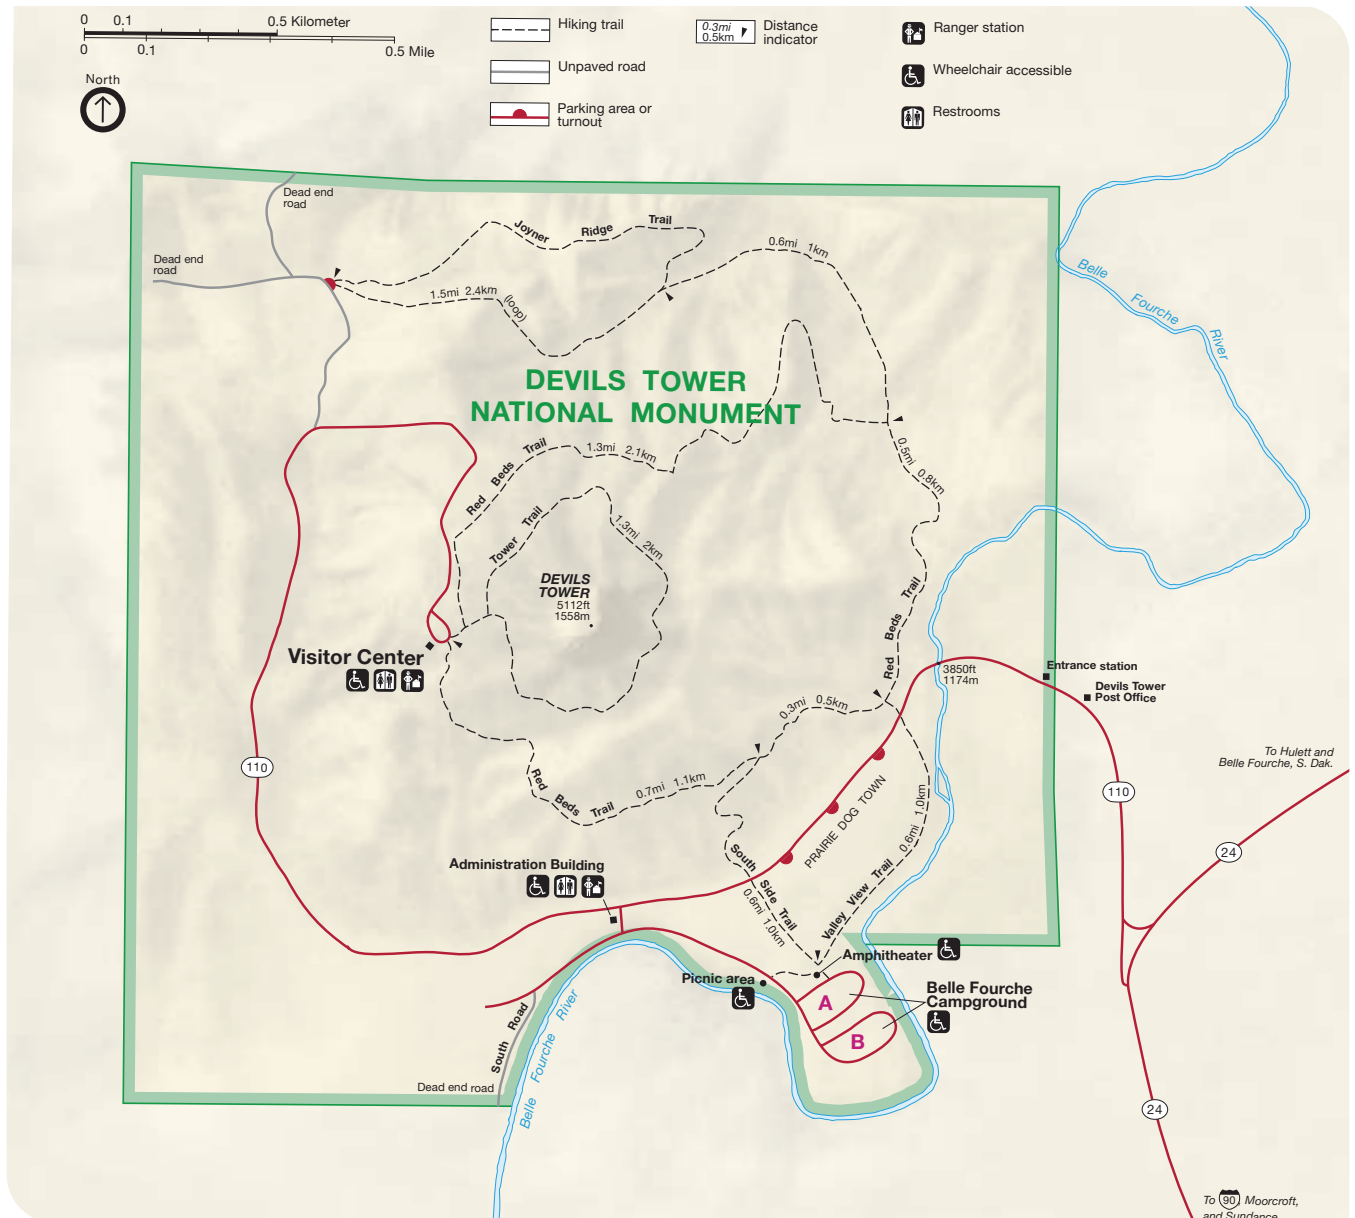 0 0.1 0.5 Kilometer
0 0.1 0.5 Mile
North
Hiking trail
Unpaved road
Parking area or
turnout
0.3mi
0.5km
Distance
indicator
Ranger station
Wheelchair accessible
Restrooms
Dead end
road
Dead end
road
Joyner Ridge Trail
1.5mi 2.4km
(loop)
0.6mi 1km
Belle Fourche River
DEVILS TOWER
NATIONAL MONUMENT
Red Beds Trail
1.3mi 2.1km
0.5mi 0.8km
Tower Trail
1.3mi 2km
DEVILS
TOWER
5112ft
1558m
Red Beds Trail
Visitor Center
3850ft
1174m
Entrance station
Devils Tower
Post Office
0.3mi 0.5km
110
Red Beds Trail
0.7mi 1.1km
PRAIRIE DOG TOWN
0.6mi 1.0km
110
To Hulett and
Belle Fourche, S. Dak.
24
Administration Building
South Side Trail
0.6mi 1.0km
Valley View Trail
Amphitheater
Picnic area
Belle Fourche
Campground
A
B
South Road
Dead end road
Belle Fourche River
24
To 90, Moorcroft,
and Sundance